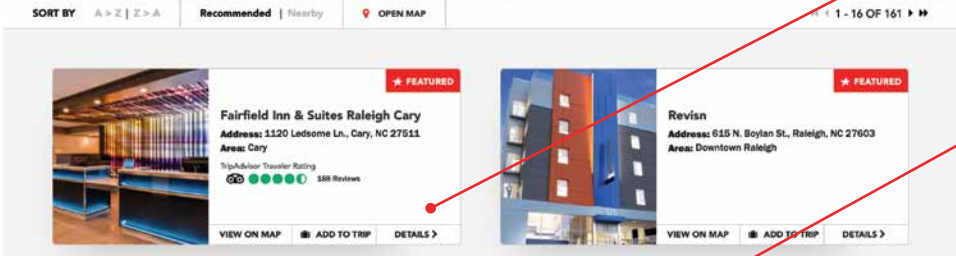 SORT BY A > Z | Z > A Recommended | Nearby OPEN MAP 1 - 16 OF 161
FEATURED
Fairfield Inn & Suites Raleigh Cary
Address: 1120 Ledsome Ln., Cary, NC 27511
Area: Cary
TripAdvisor Traveler Rating
188 Reviews
VIEW ON MAP ADD TO TRIP DETAILS >
FEATURED
Revisn
Address: 615 N. Boylan St., Raleigh, NC 27603
Area: Downtown Raleigh
VIEW ON MAP ADD TO TRIP DETAILS >